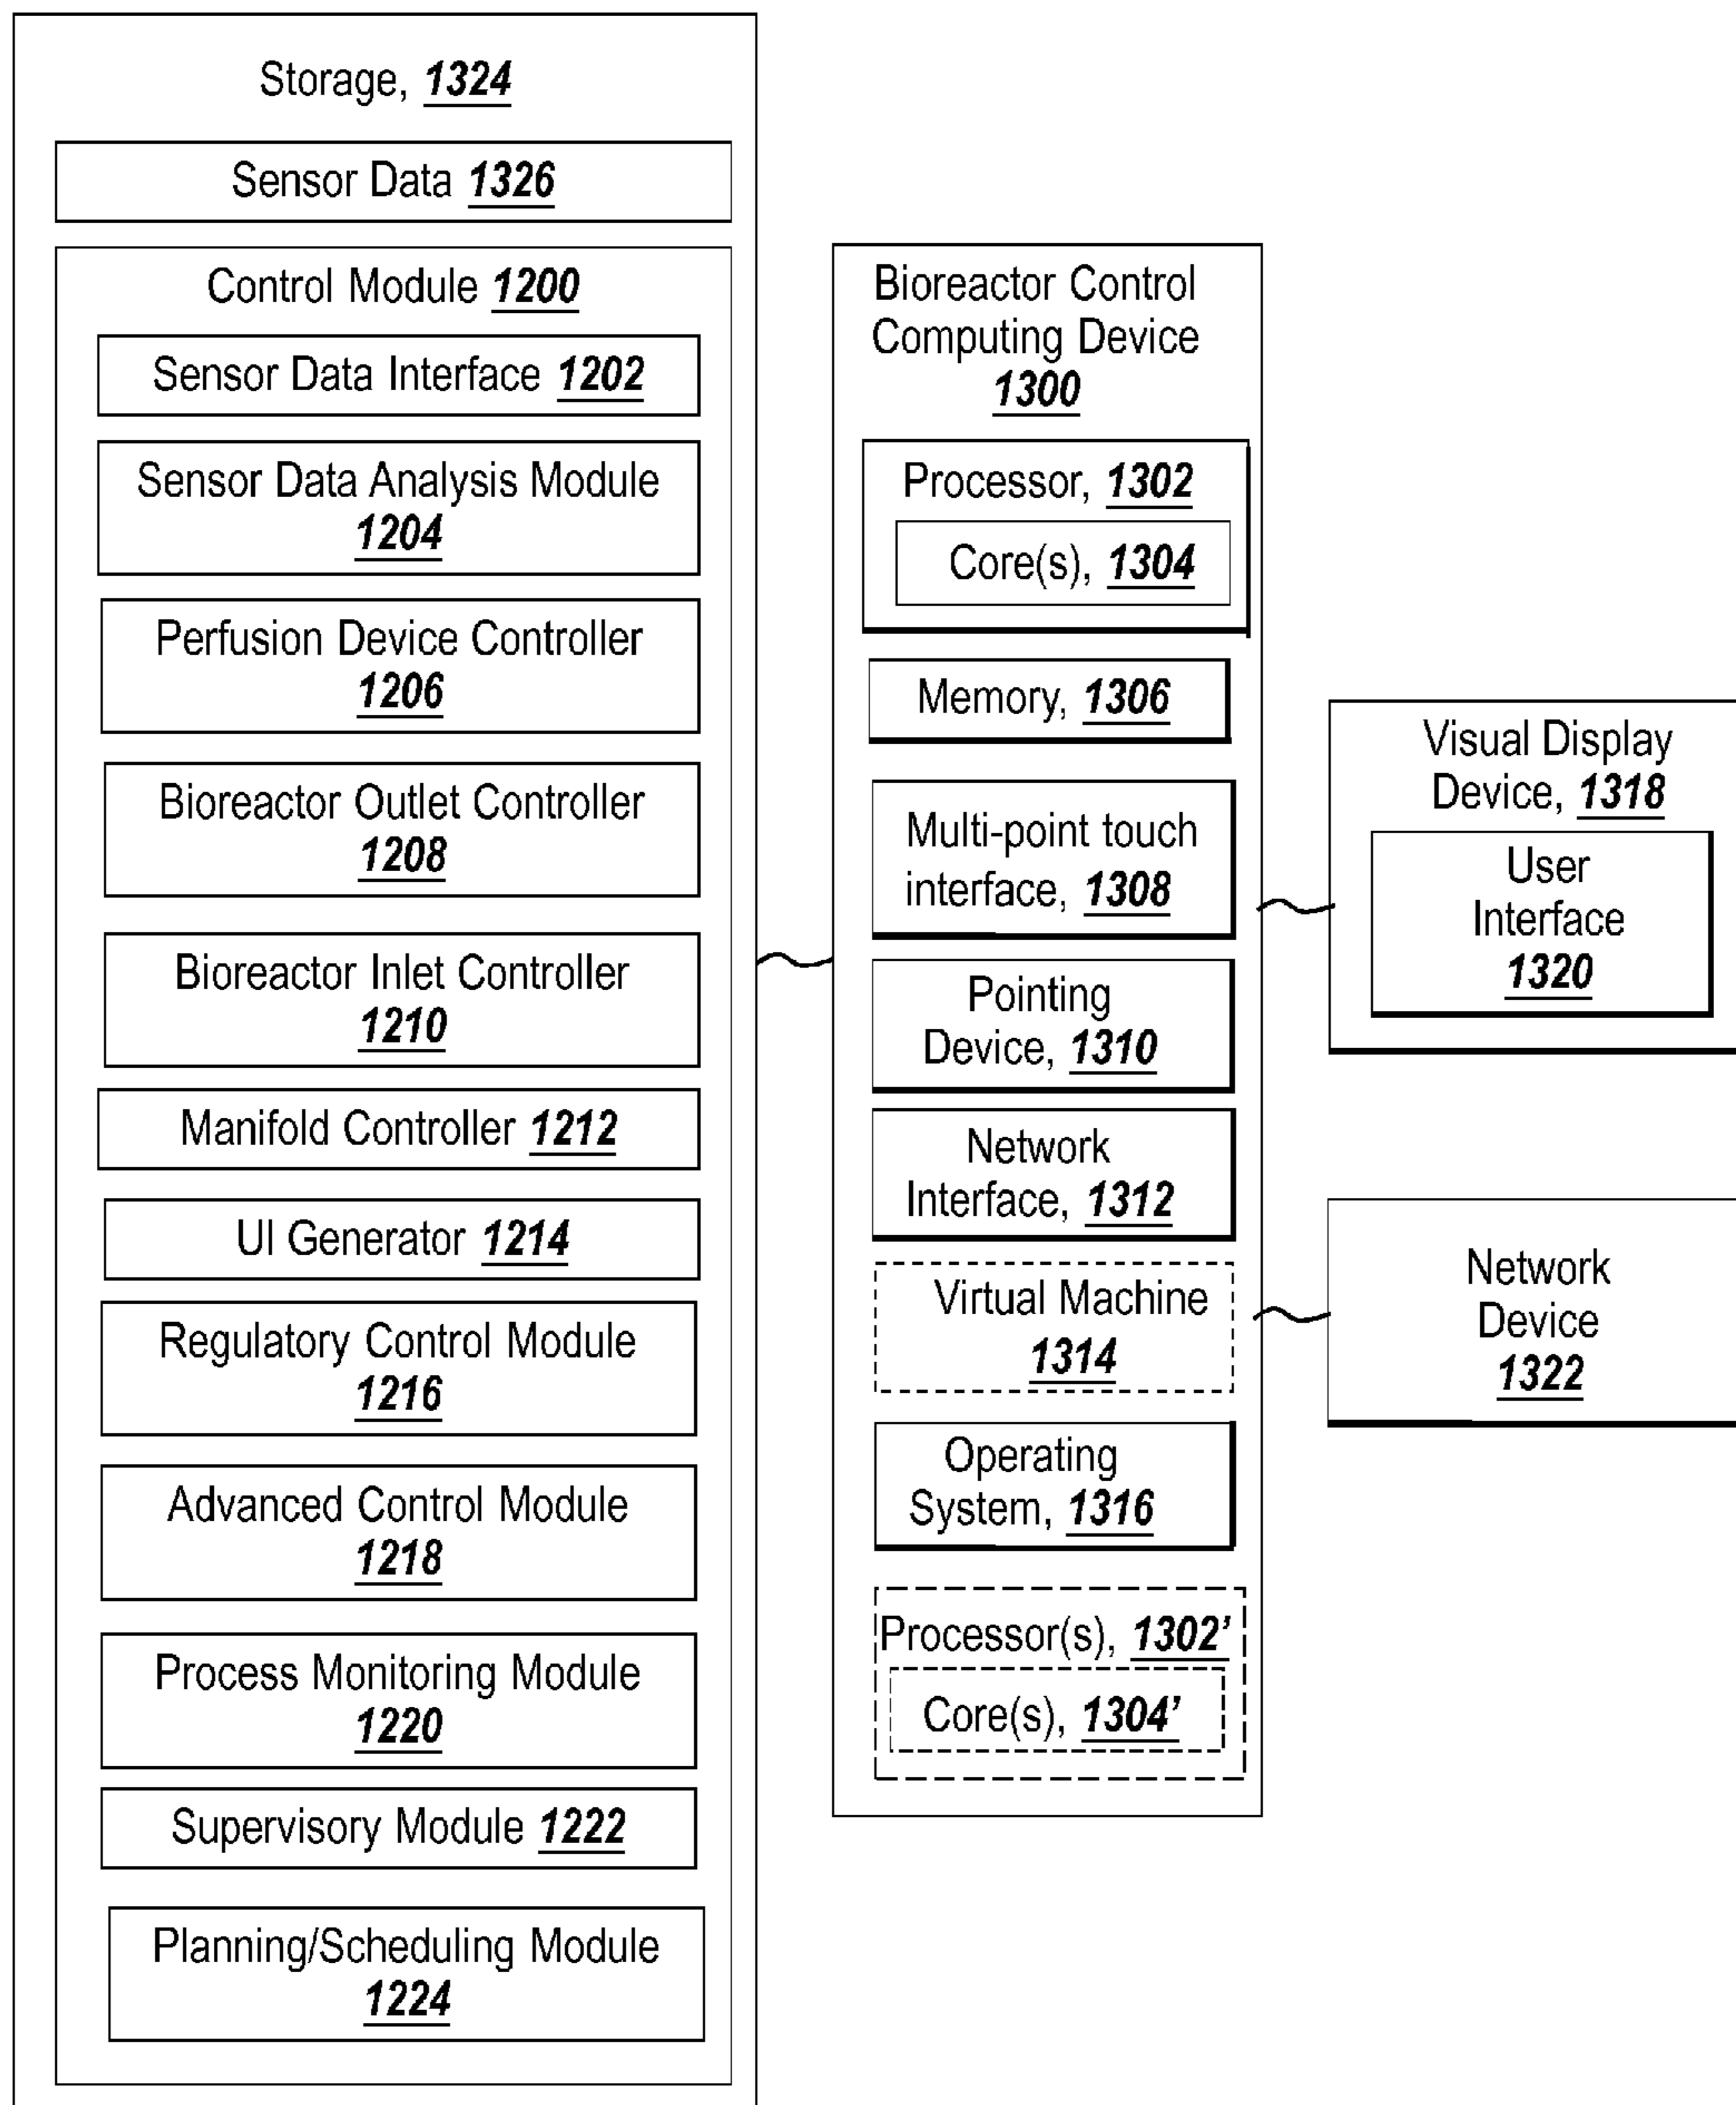 Storage, 1324
Sensor Data 1326
Control Module 1200
Sensor Data Interface 1202
Sensor Data Analysis Module
1204
Perfusion Device Controller
1206
Bioreactor Outlet Controller
1208
Bioreactor Inlet Controller
1210
Manifold Controller 1212
UI Generator 1214
Regulatory Control Module
1216
Advanced Control Module
1218
Process Monitoring Module
1220
Supervisory Module 1222
Planning/Scheduling Module
1224
Bioreactor Control
Computing Device
1300
Processor, 1302
Core(s), 1304
Memory, 1306
Multi-point touch
interface, 1308
Pointing
Device, 1310
Network
Interface, 1312
Virtual Machine
1314
Operating
System, 1316
Processor(s), 1302’
Core(s), 1304’
Visual Display
Device, 1318
User
Interface
1320
Network
Device
1322